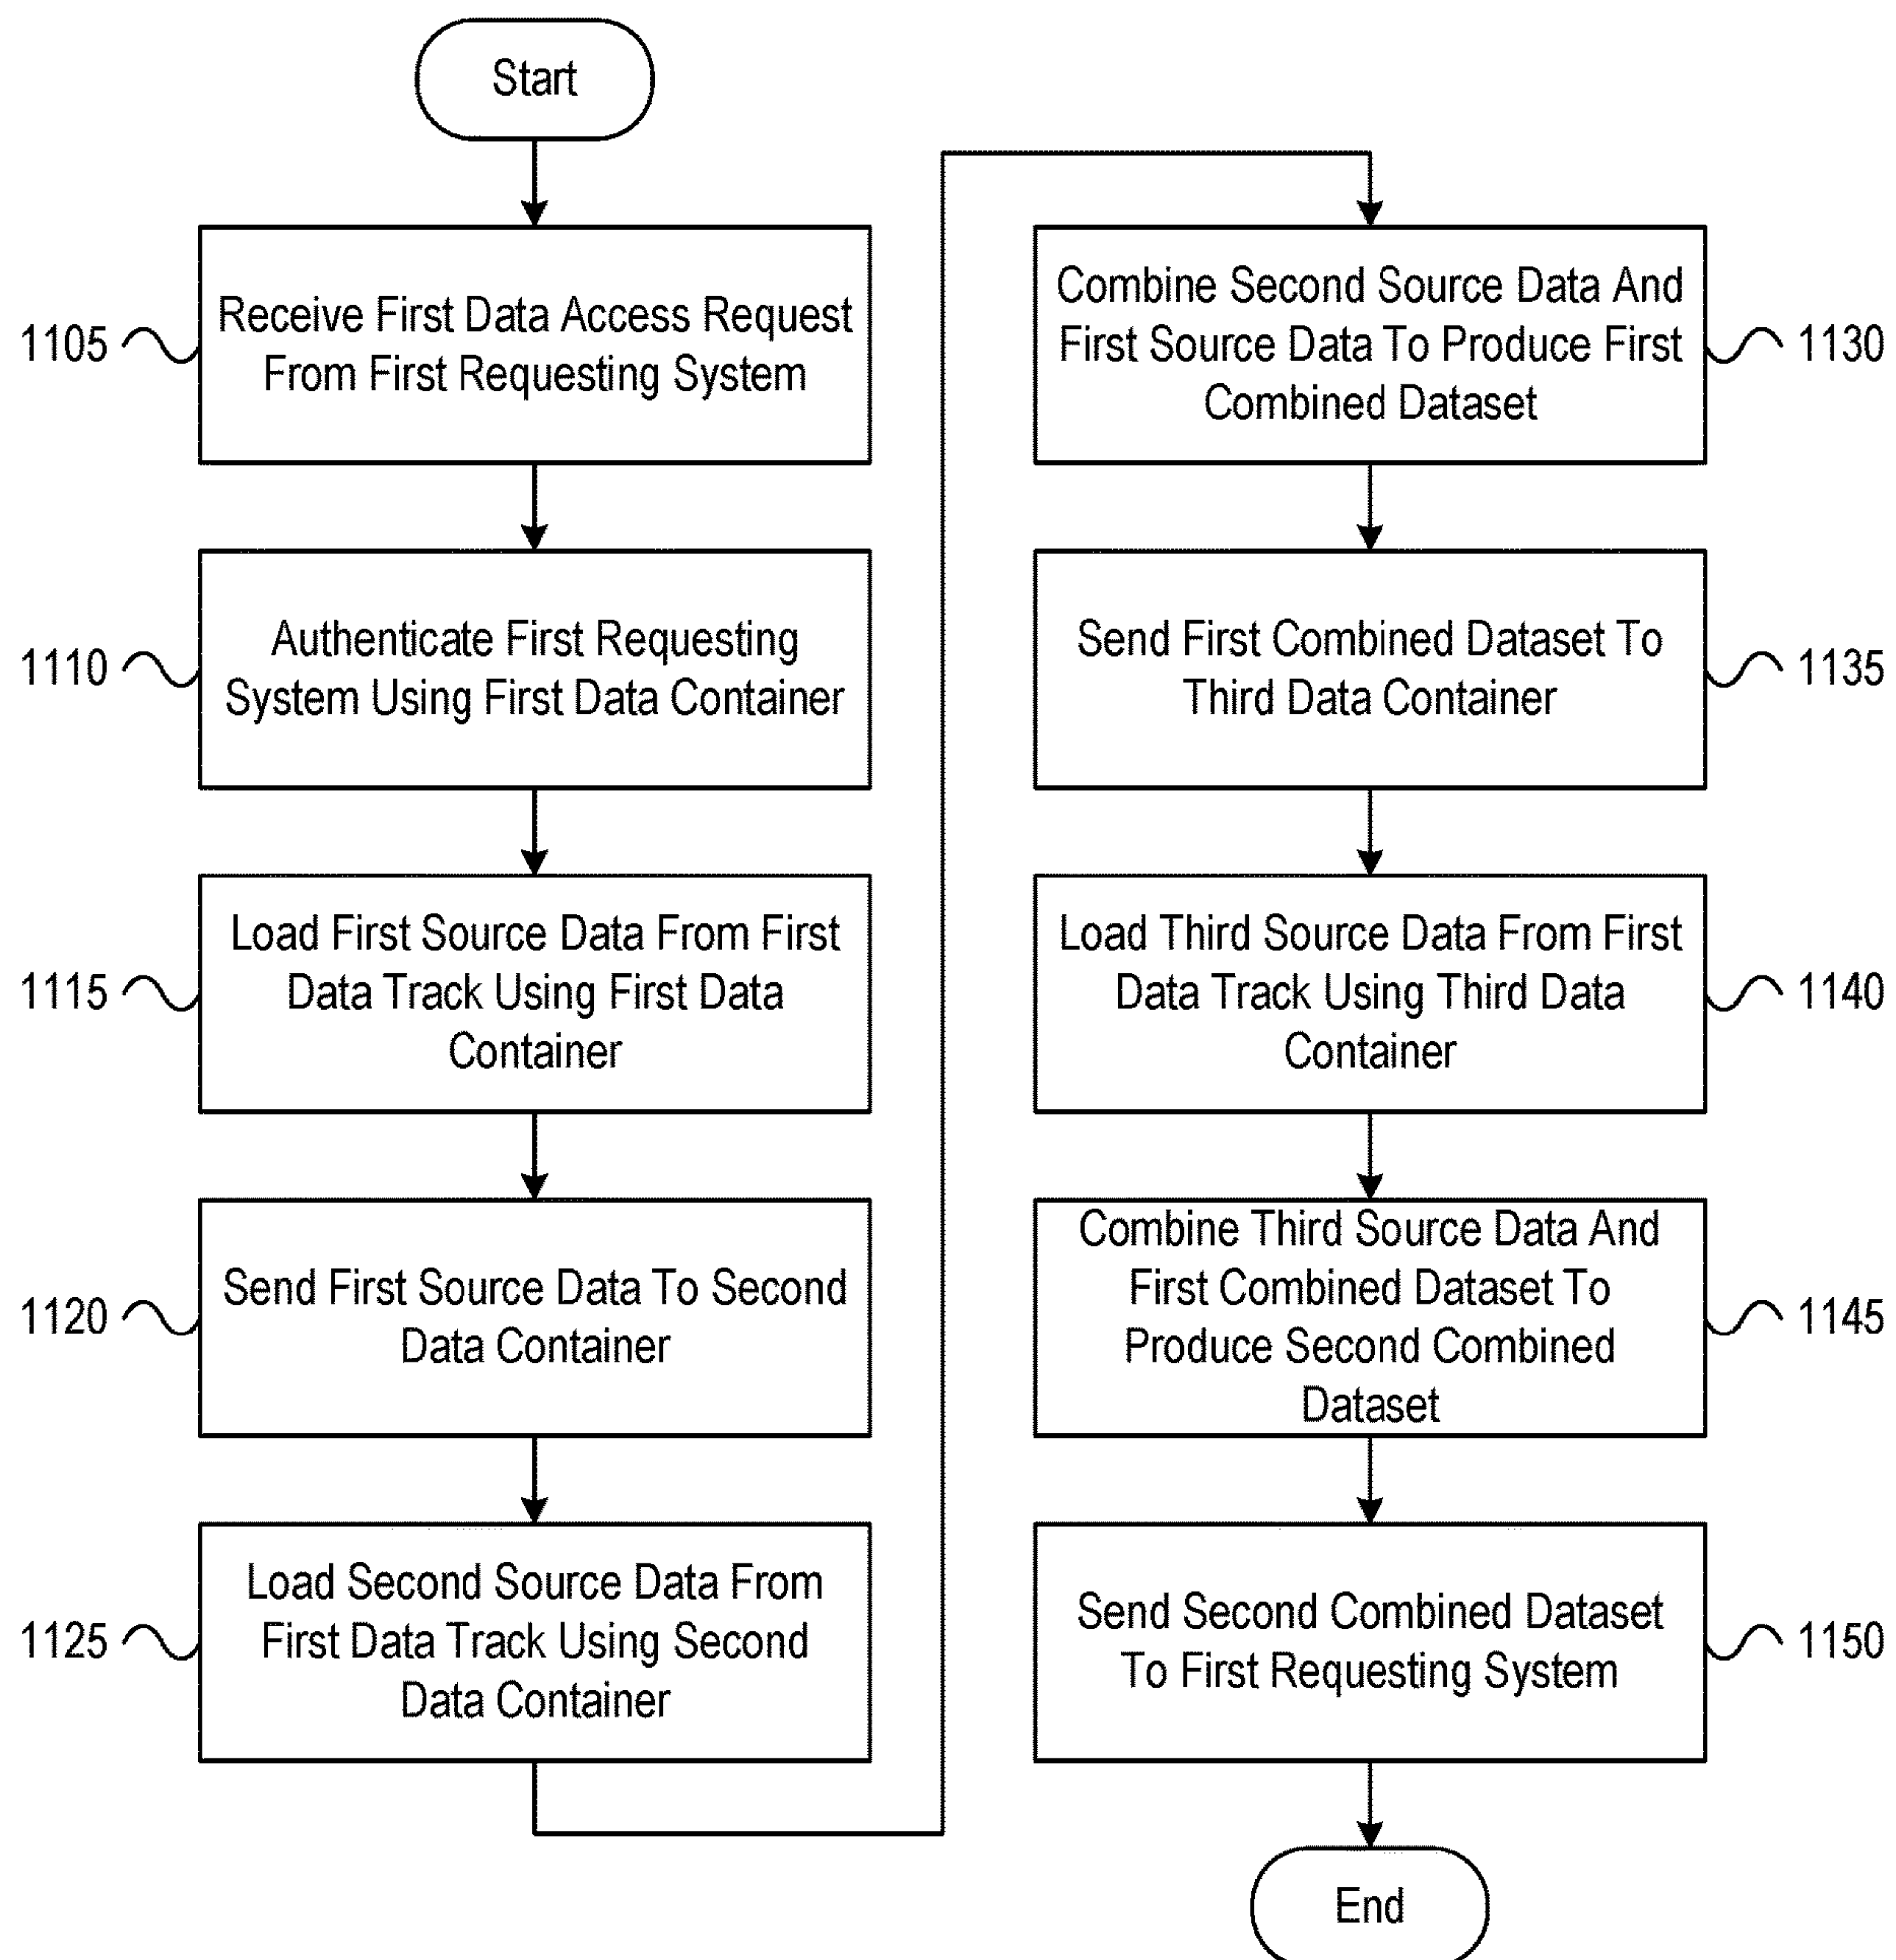 Start
1105
Receive First Data Access Request
From First Requesting System
1110
Authenticate First Requesting
System Using First Data Container
1115
Load First Source Data From First
Data Track Using First Data
Container
1120
Send First Source Data To Second
Data Container
1125
Load Second Source Data From
First Data Track Using Second
Data Container
Combine Second Source Data And
First Source Data To Produce First
Combined Dataset
1130
Send First Combined Dataset To
Third Data Container
1135
Load Third Source Data From First
Data Track Using Third Data
Container
1140
Combine Third Source Data And
First Combined Dataset To
Produce Second Combined
Dataset
1145
Send Second Combined Dataset
To First Requesting System
1150
End